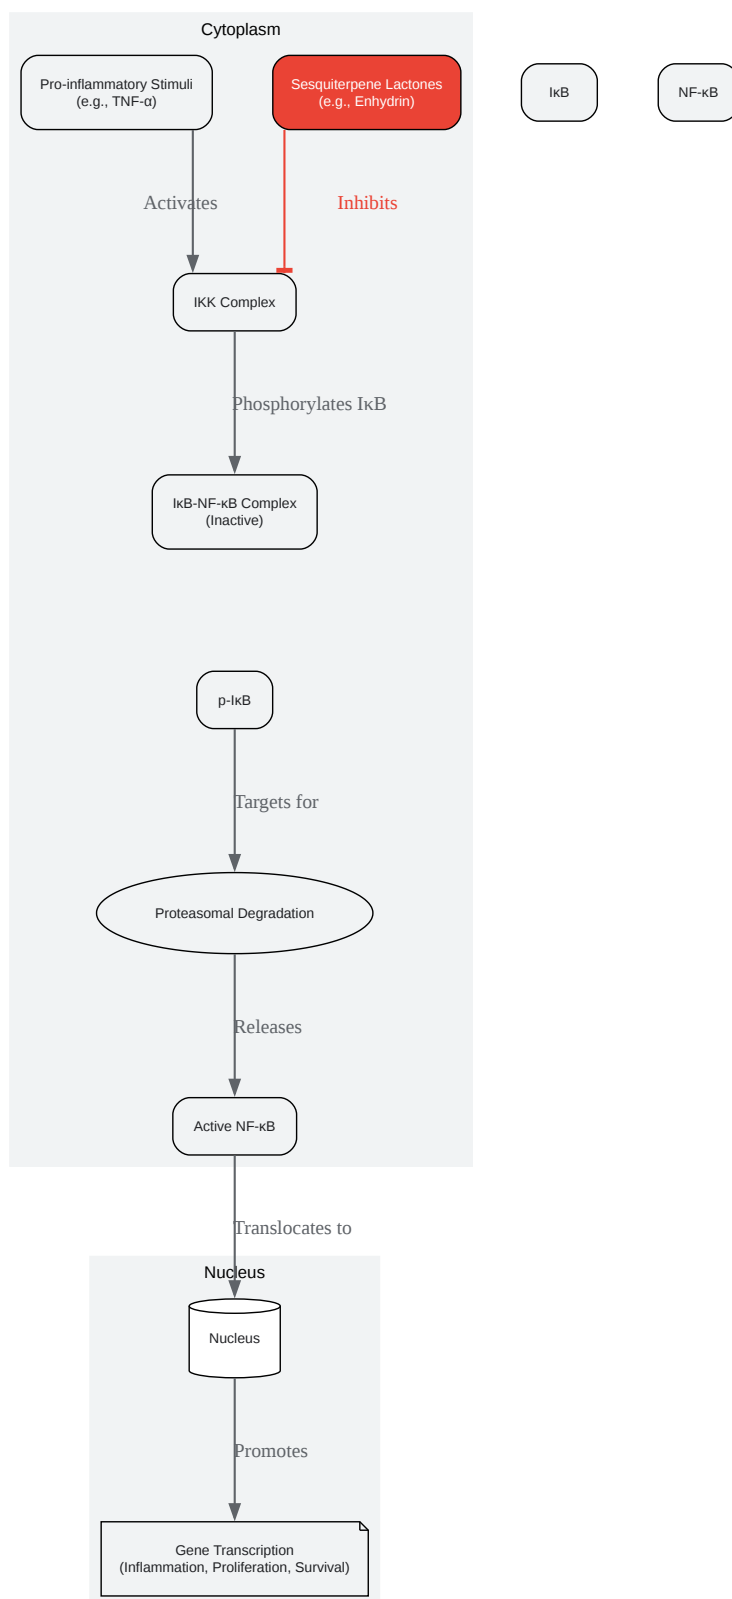 Cytoplasm
Pro-inflammatory Stimuli
(e.g., TNF-α)
Sesquiterpene Lactones
(e.g., Enhydrin)
IκB
NF-κB
Activates
Inhibits
IKK Complex
Phosphorylates IκB
IκB-NF-κB Complex
(Inactive)
p-IκB
Targets for
Proteasomal Degradation
Releases
Active NF-κB
Translocates to
Nucleus
Nucleus
Promotes
Gene Transcription
(Inflammation, Proliferation, Survival)